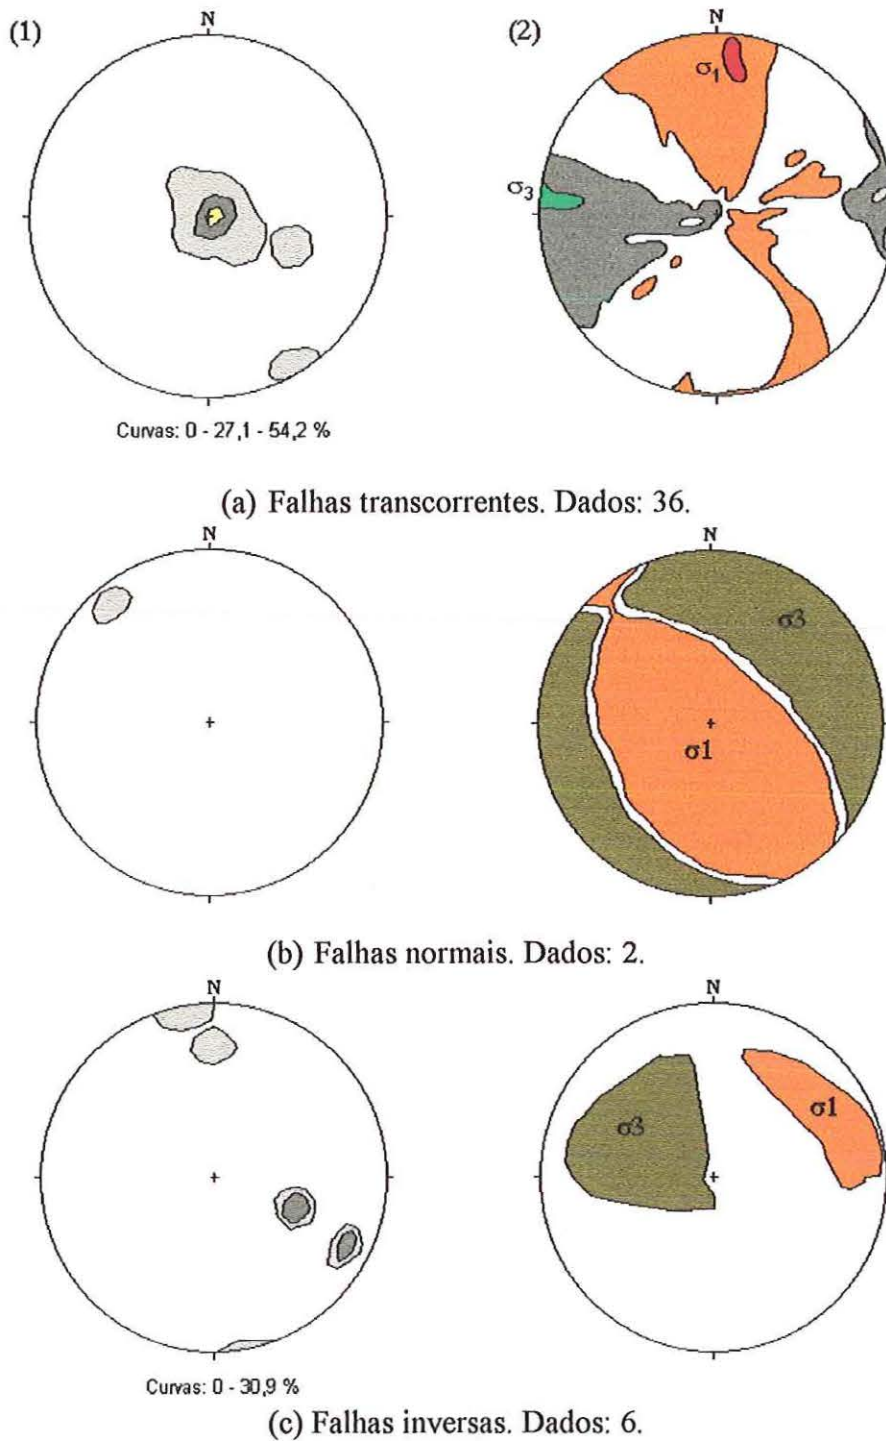 (1)
N
(2)
N
σ1
σ3
Curvas: 0 - 27,1 - 54,2 %
(a) Falhas transcorrentes. Dados: 36.
N
N
σ3
σ1
(b) Falhas normais. Dados: 2.
N
N
σ3
σ1
Curvas: 0 - 30,9 %
(c) Falhas inversas. Dados: 6.